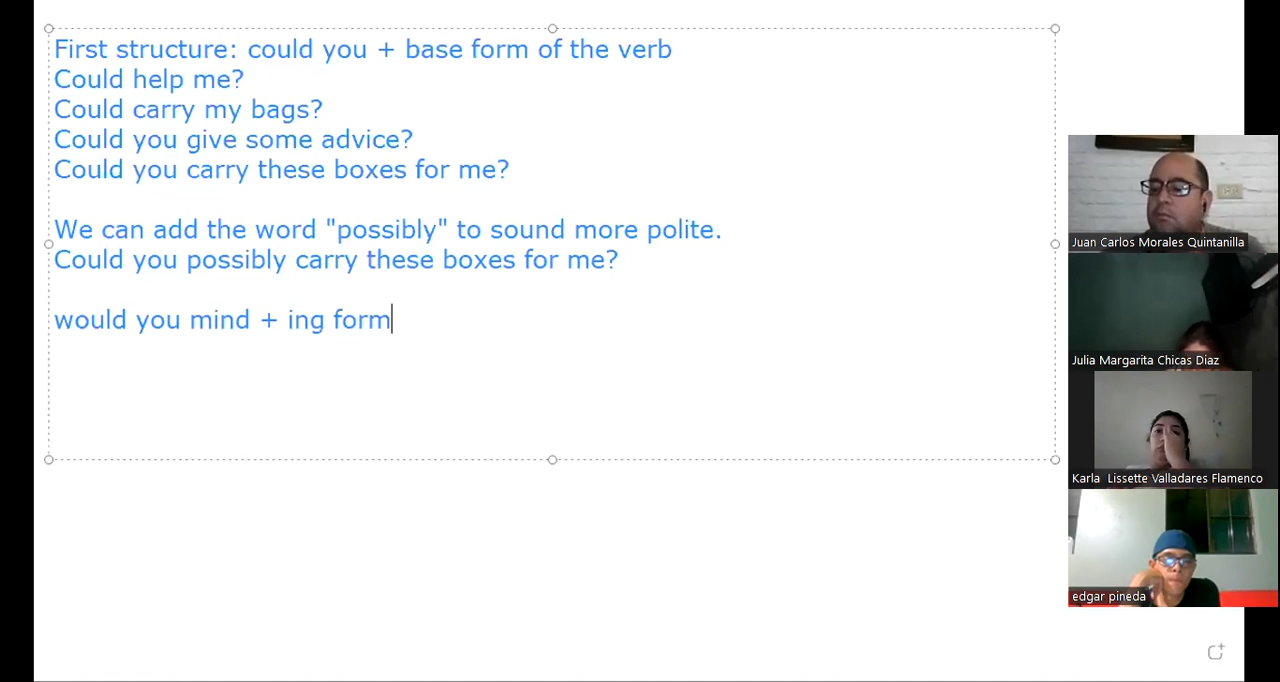 First structure: could you + base form of the verb
Could help me?
Could carry my bags?
Could you give some advice?
Could you carry these boxes for me?
We can add the word "possibly" to sound more polite.
Could you possibly carry these boxes for me?
would you mind + ing form
Juan Carlos Morales Quintanilla
Julia Margarita Chicas Diaz
Karla Lissette Valladares Flamenco
edgar pineda